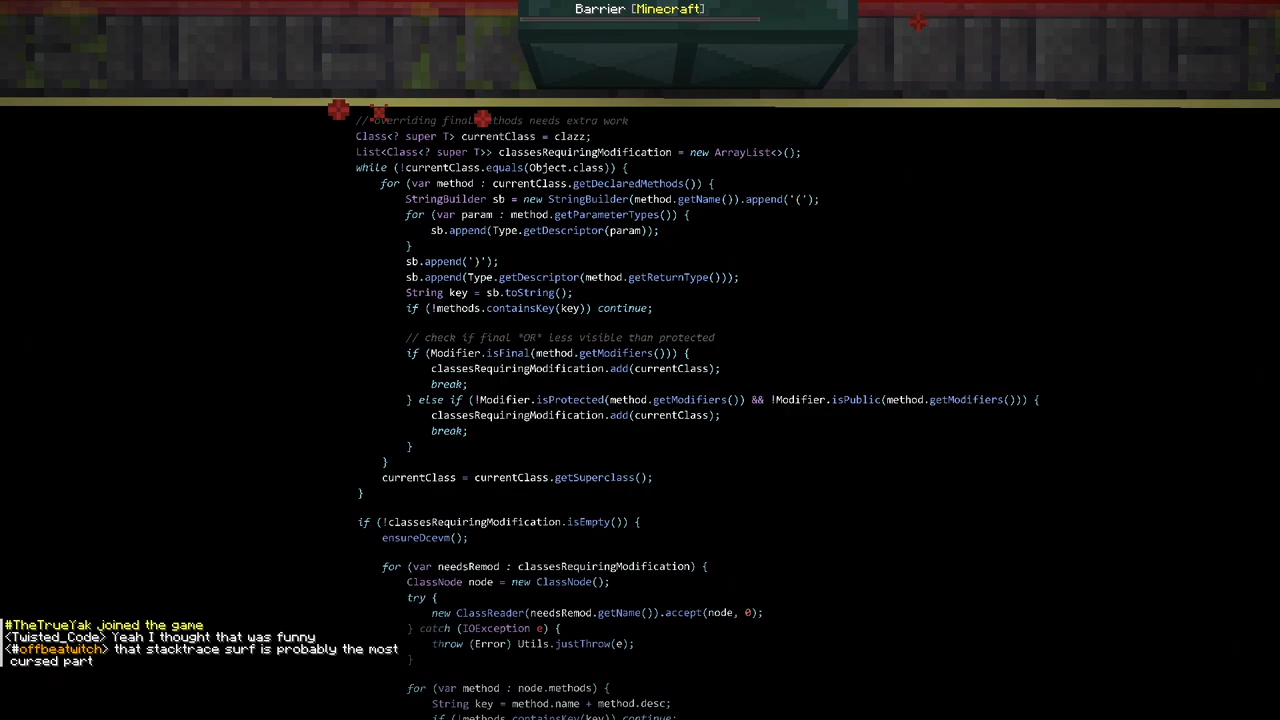 Barrier [Minecraft]
// overriding final methods needs extra work
Class<? super T> currentClass = clazz;
List<Class<? super T>> classesRequiringModification = new ArrayList<>();
while (!currentClass.equals(Object.class)) {
for (var method : currentClass.getDeclaredMethods()) {
StringBuilder sb = new StringBuilder(method.getName()).append('(');
for (var param : method.getParameterTypes()) {
sb.append(Type.getDescriptor(param));
}
sb.append(')');
sb.append(Type.getDescriptor(method.getReturnType()));
String key = sb.toString();
if (!methods.containsKey(key)) continue;
// check if final *OR* less visible than protected
if (Modifier.isFinal(method.getModifiers())) {
classesRequiringModification.add(currentClass);
break;
} else if (!Modifier.isProtected(method.getModifiers()) && !Modifier.isPublic(method.getModifiers())) {
classesRequiringModification.add(currentClass);
break;
}
}
currentClass = currentClass.getSuperclass();
}
if (!classesRequiringModification.isEmpty()) {
ensureDcevm();
for (var needsRemod : classesRequiringModification) {
ClassNode node = new ClassNode();
try {
new ClassReader(needsRemod.getName()).accept(node, 0);
} catch (IOException e) {
throw (Error) Utils.justThrow(e);
}
for (var method : node.methods) {
String key = method.name + method.desc;
if (!methods.containsKey(key)) continue;
#TheTrueYak joined the game
<Twisted_Code> Yeah I thought that was funny
<#offbeatwitch> that stacktrace surf is probably the most
cursed part